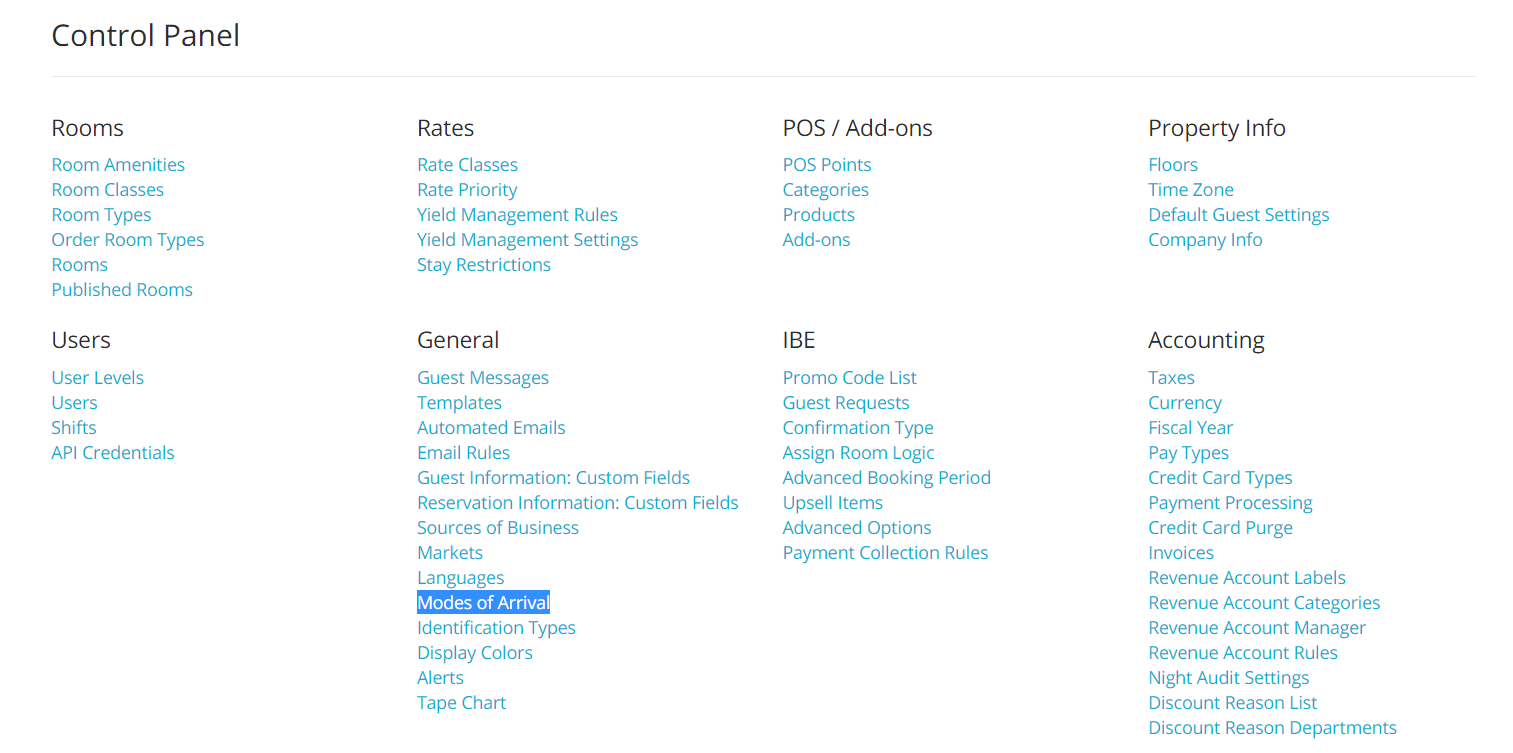 Control Panel
Rooms
Room Amenities
Room Classes
Room Types
Order Room Types
Rooms
Published Rooms
Rates
Rate Classes
Rate Priority
Yield Management Rules
Yield Management Settings
Stay Restrictions
POS / Add-ons
POS Points
Categories
Products
Add-ons
Property Info
Floors
Time Zone
Default Guest Settings
Company Info
Users
User Levels
Users
Shifts
API Credentials
General
Guest Messages
Templates
Automated Emails
Email Rules
Guest Information: Custom Fields
Reservation Information: Custom Fields
Sources of Business
Markets
Languages
Modes of Arrival
Identification Types
Display Colors
Alerts
Tape Chart
IBE
Promo Code List
Guest Requests
Confirmation Type
Assign Room Logic
Advanced Booking Period
Upsell Items
Advanced Options
Payment Collection Rules
Accounting
Taxes
Currency
Fiscal Year
Pay Types
Credit Card Types
Payment Processing
Credit Card Purge
Invoices
Revenue Account Labels
Revenue Account Categories
Revenue Account Manager
Revenue Account Rules
Night Audit Settings
Discount Reason List
Discount Reason Departments